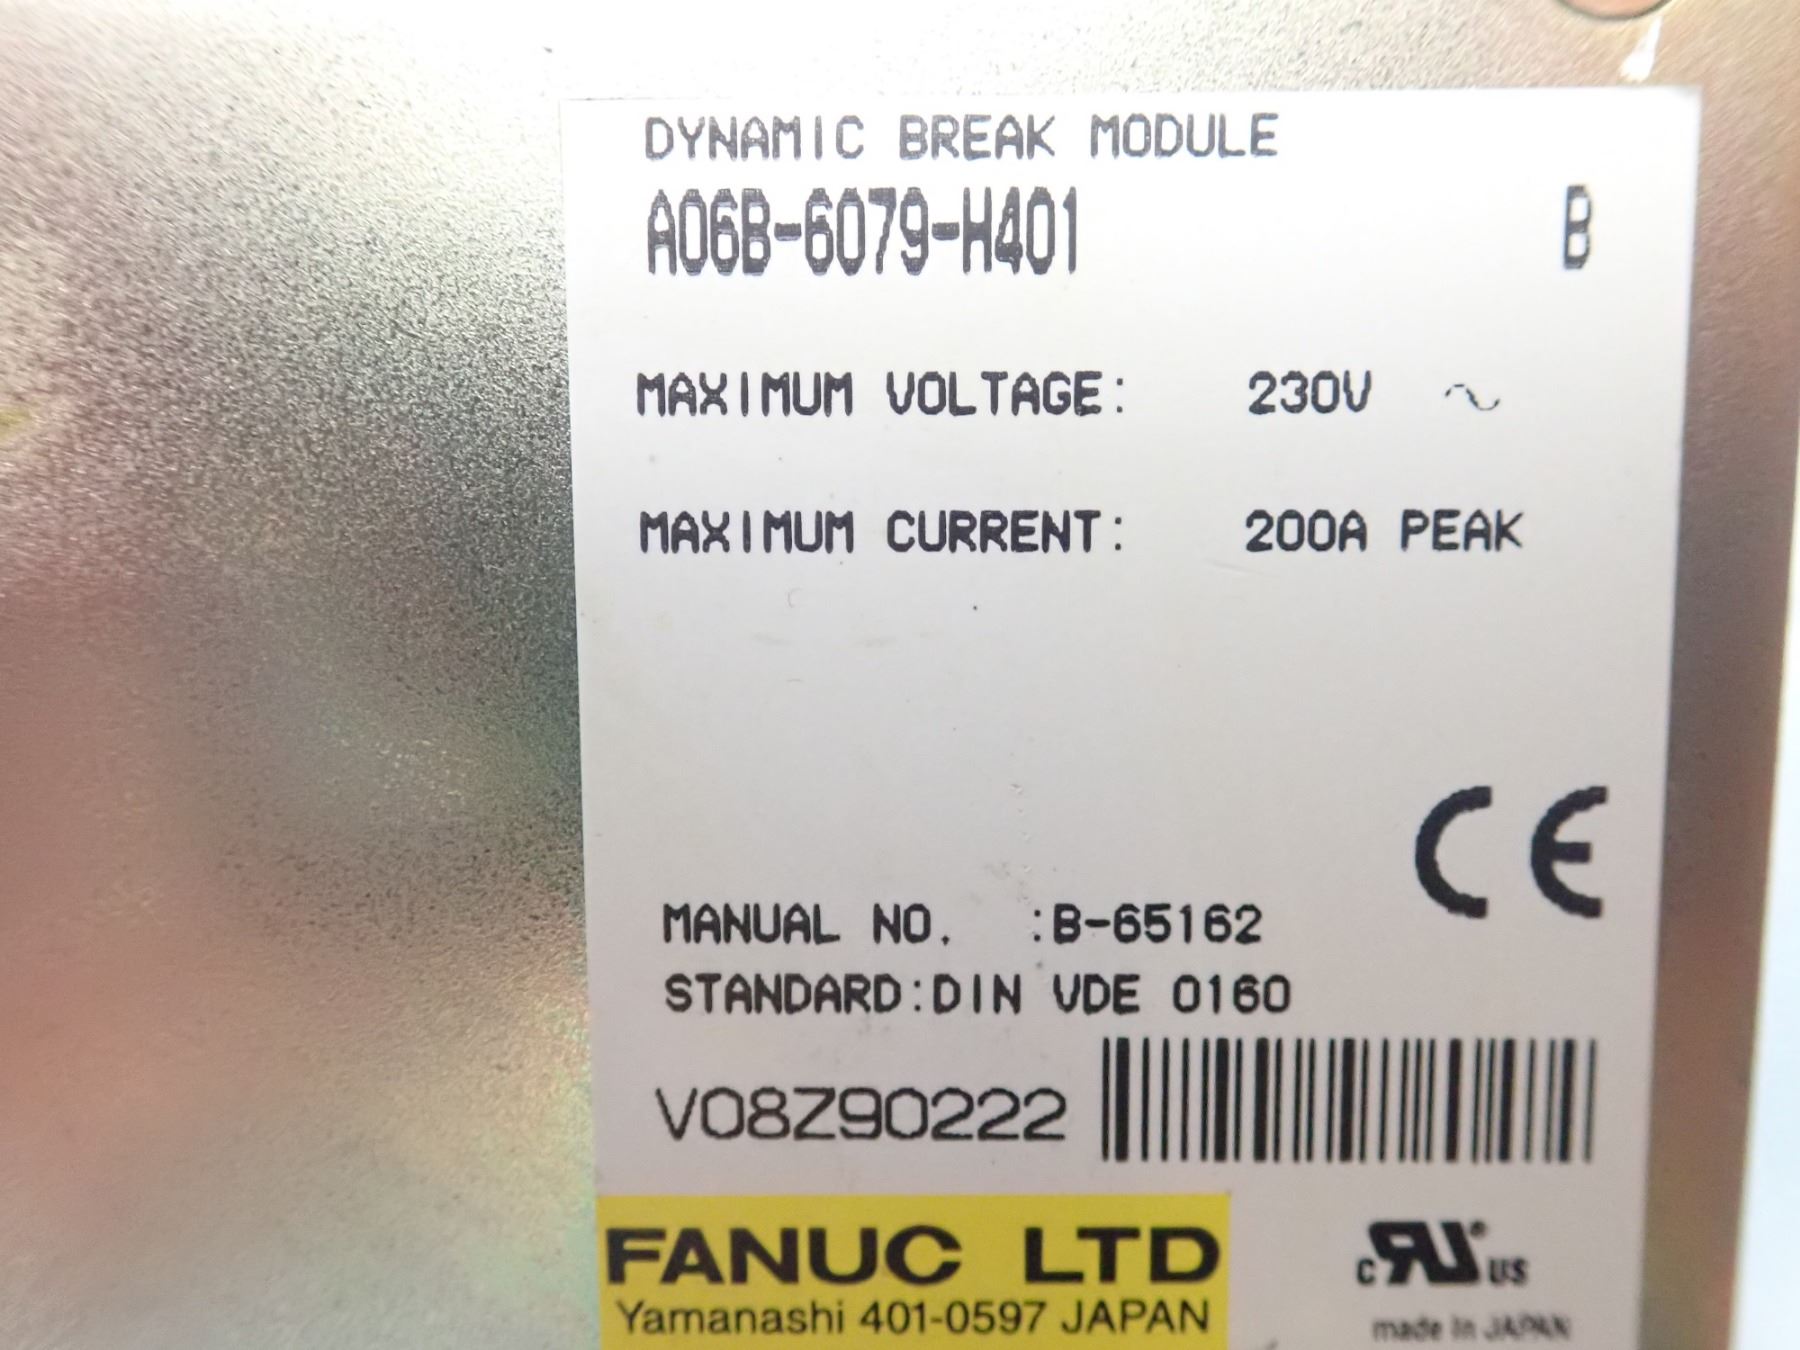 DYNAMIC BREAK MODULE
A06B-6079-H401 B
MAXIMUM VOLTAGE: 230V ~
MAXIMUM CURRENT: 200A PEAK
CE
MANUAL NO. :B-65162
STANDARD:DIN VDE 0160
V08Z90222
FANUC LTD
Yamanashi 401-0597 JAPAN
c RU ® US
made in JAPAN